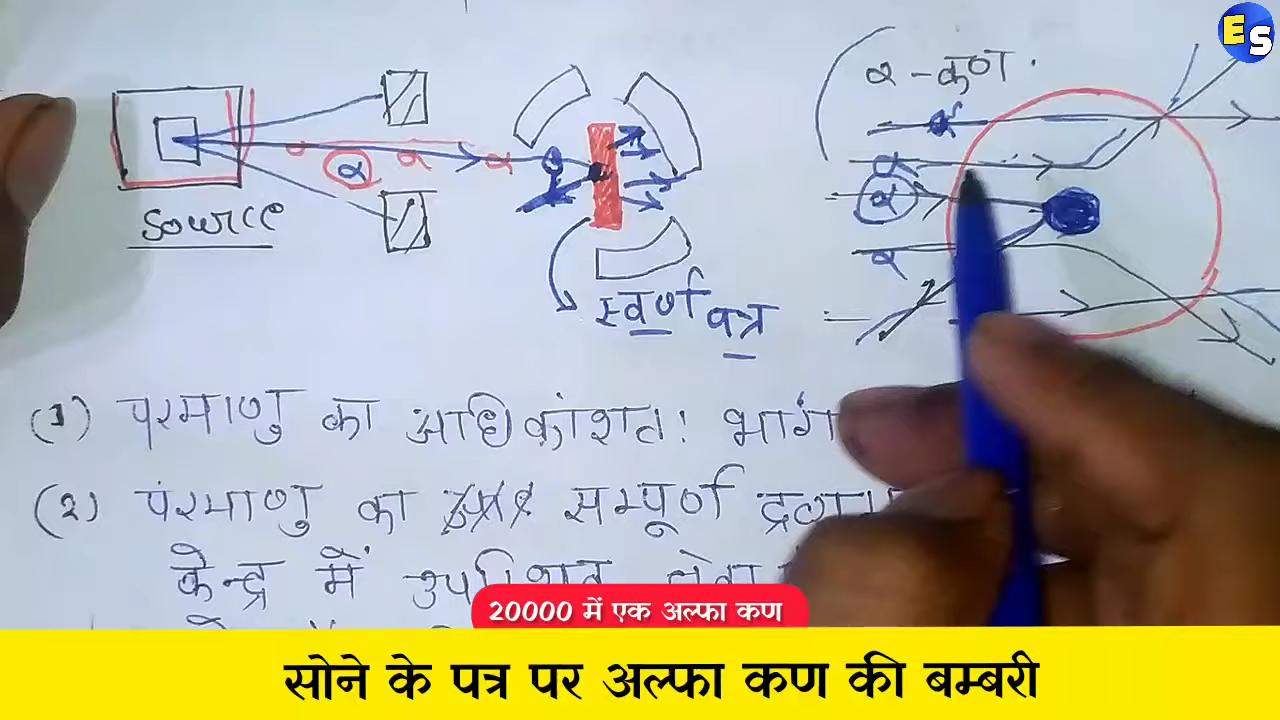 ES
α - कण
α
α
α
α
α
α
α
Source
स्वर्ण पत्र
(1) परमाणु का अधिकांशतः भाग
(2) परमाणु का सम्पूर्ण द्रव्यमा
केन्द्र में उपस्थित होता
20000 में एक अल्फा कण
सोने के पत्र पर अल्फा कण की बम्बरी